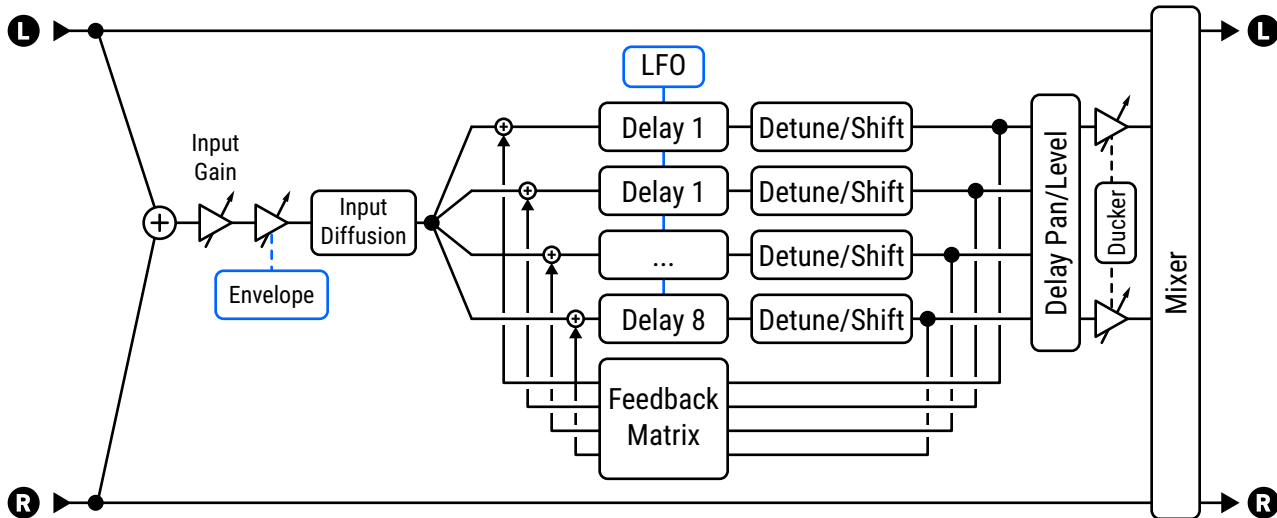 L
L
LFO
Delay 1
Detune/Shift
Input
Gain
Delay 1
Detune/Shift
+
Input
Diffusion
...
Detune/Shift
Envelope
Delay 8
Detune/Shift
Delay Pan/Level
Ducker
Mixer
Feedback
Matrix
R
R